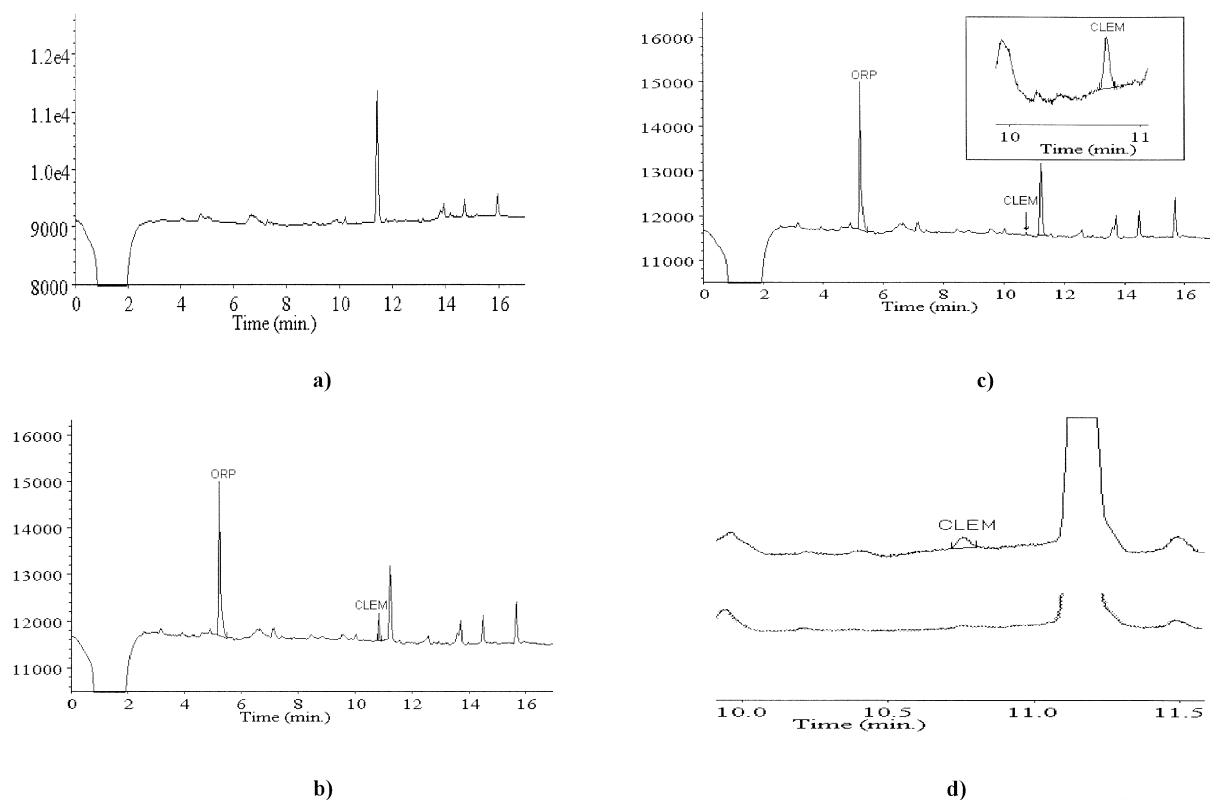 1.2e4
1.1e4
1.0e4
9000
8000
0 2 4 6 8 10 12 14 16
Time (min.)
a)
16000
15000
14000
13000
12000
11000
ORP
CLEM
0 2 4 6 8 10 12 14 16
Time (min.)
CLEM
10 11
Time (min.)
c)
16000
15000
14000
13000
12000
11000
ORP
CLEM
0 2 4 6 8 10 12 14 16
Time (min.)
b)
CLEM
10.0 10.5 11.0 11.5
Time (min.)
d)